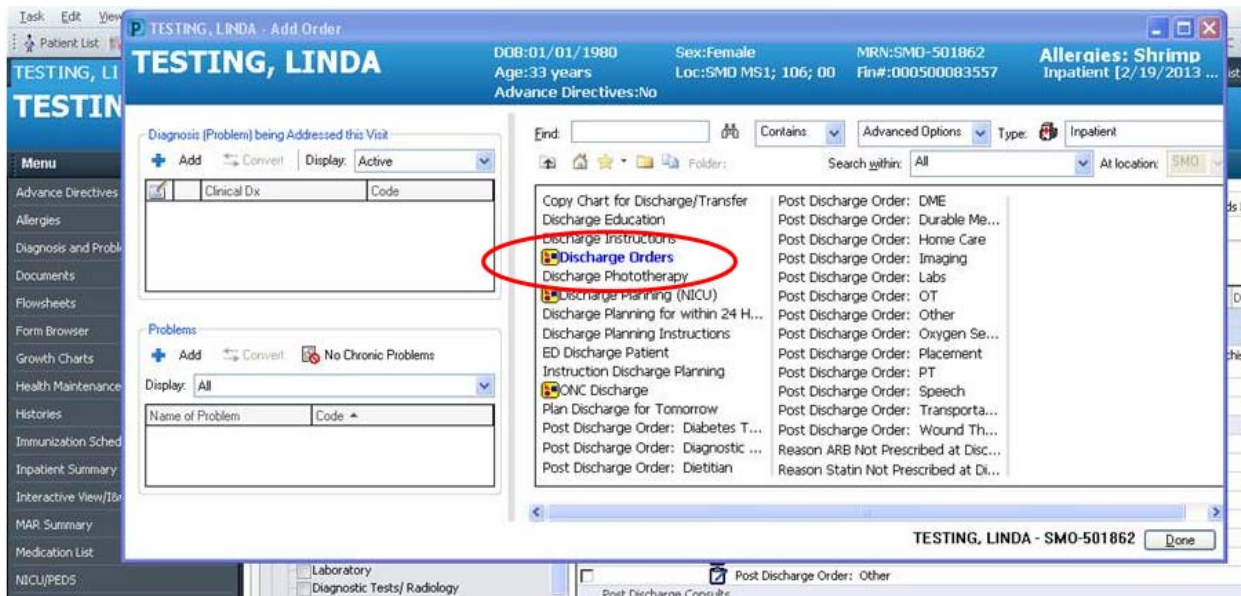 Task Edit View
P TESTING, LINDA - Add Order
Patient List
TESTING, LI
TESTIN
TESTING, LINDA
DOB:01/01/1980 Sex:Female MRN:SMO-501862 Allergies: Shrimp
Age:33 years Loc:SMO MS1; 106; 00 Fin#:000500083557 Inpatient [2/19/2013 ...
Advance Directives:No
Menu
Advance Directives
Allergies
Diagnosis and Probl
Documents
Flowsheets
Form Browser
Growth Charts
Health Maintenance
Histories
Immunization Sched
Inpatient Summary
Interactive View/I&
MAR Summary
Medication List
NICU/PEDS
Diagnosis (Problem) being Addressed this Visit
Add Convert Display: Active
Clinical Dx Code
Problems
Add Convert No Chronic Problems
Display: All
Name of Problem Code
Find: Contains Advanced Options Type: Inpatient
Folder: Search within: All At location: SMO
Copy Chart for Discharge/Transfer
Discharge Education
Discharge Instructions
Discharge Orders
Discharge Phototherapy
Discharge Planning (NICU)
Discharge Planning for within 24 H...
Discharge Planning Instructions
ED Discharge Patient
Instruction Discharge Planning
ONC Discharge
Plan Discharge for Tomorrow
Post Discharge Order: Diabetes T...
Post Discharge Order: Diagnostic ...
Post Discharge Order: Dietitian
Post Discharge Order: DME
Post Discharge Order: Durable Me...
Post Discharge Order: Home Care
Post Discharge Order: Imaging
Post Discharge Order: Labs
Post Discharge Order: OT
Post Discharge Order: Other
Post Discharge Order: Oxygen Se...
Post Discharge Order: Placement
Post Discharge Order: PT
Post Discharge Order: Speech
Post Discharge Order: Transporta...
Post Discharge Order: Wound Th...
Reason ARB Not Prescribed at Disc...
Reason Statin Not Prescribed at Di...
TESTING, LINDA - SMO-501862 Done
Laboratory
Diagnostic Tests/ Radiology
Post Discharge Order: Other
Post Discharge Consults